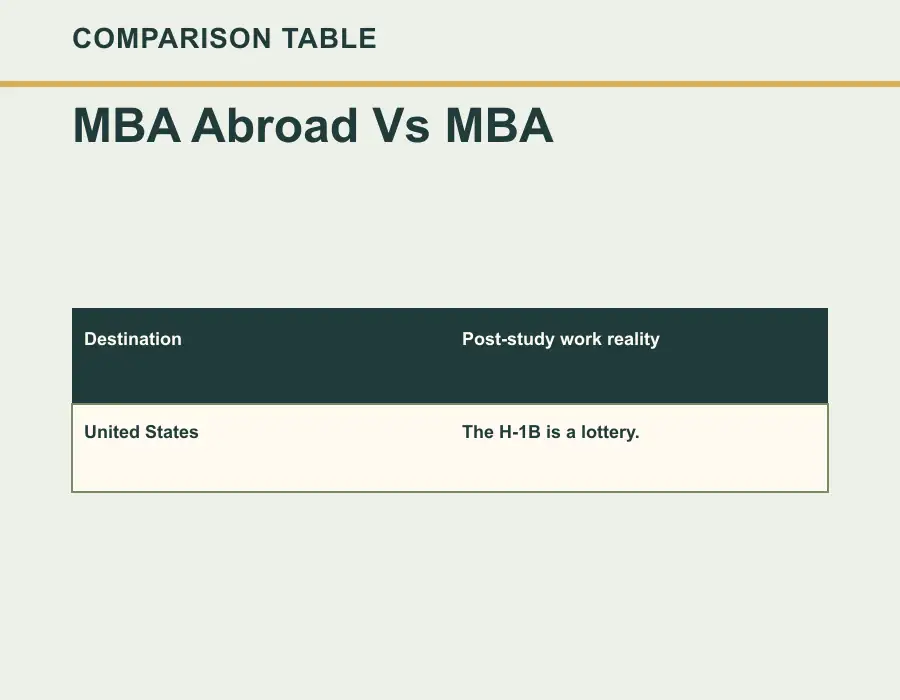 COMPARISON TABLE
MBA Abroad Vs MBA
Destination Post-study work reality
United States The H-1B is a lottery.